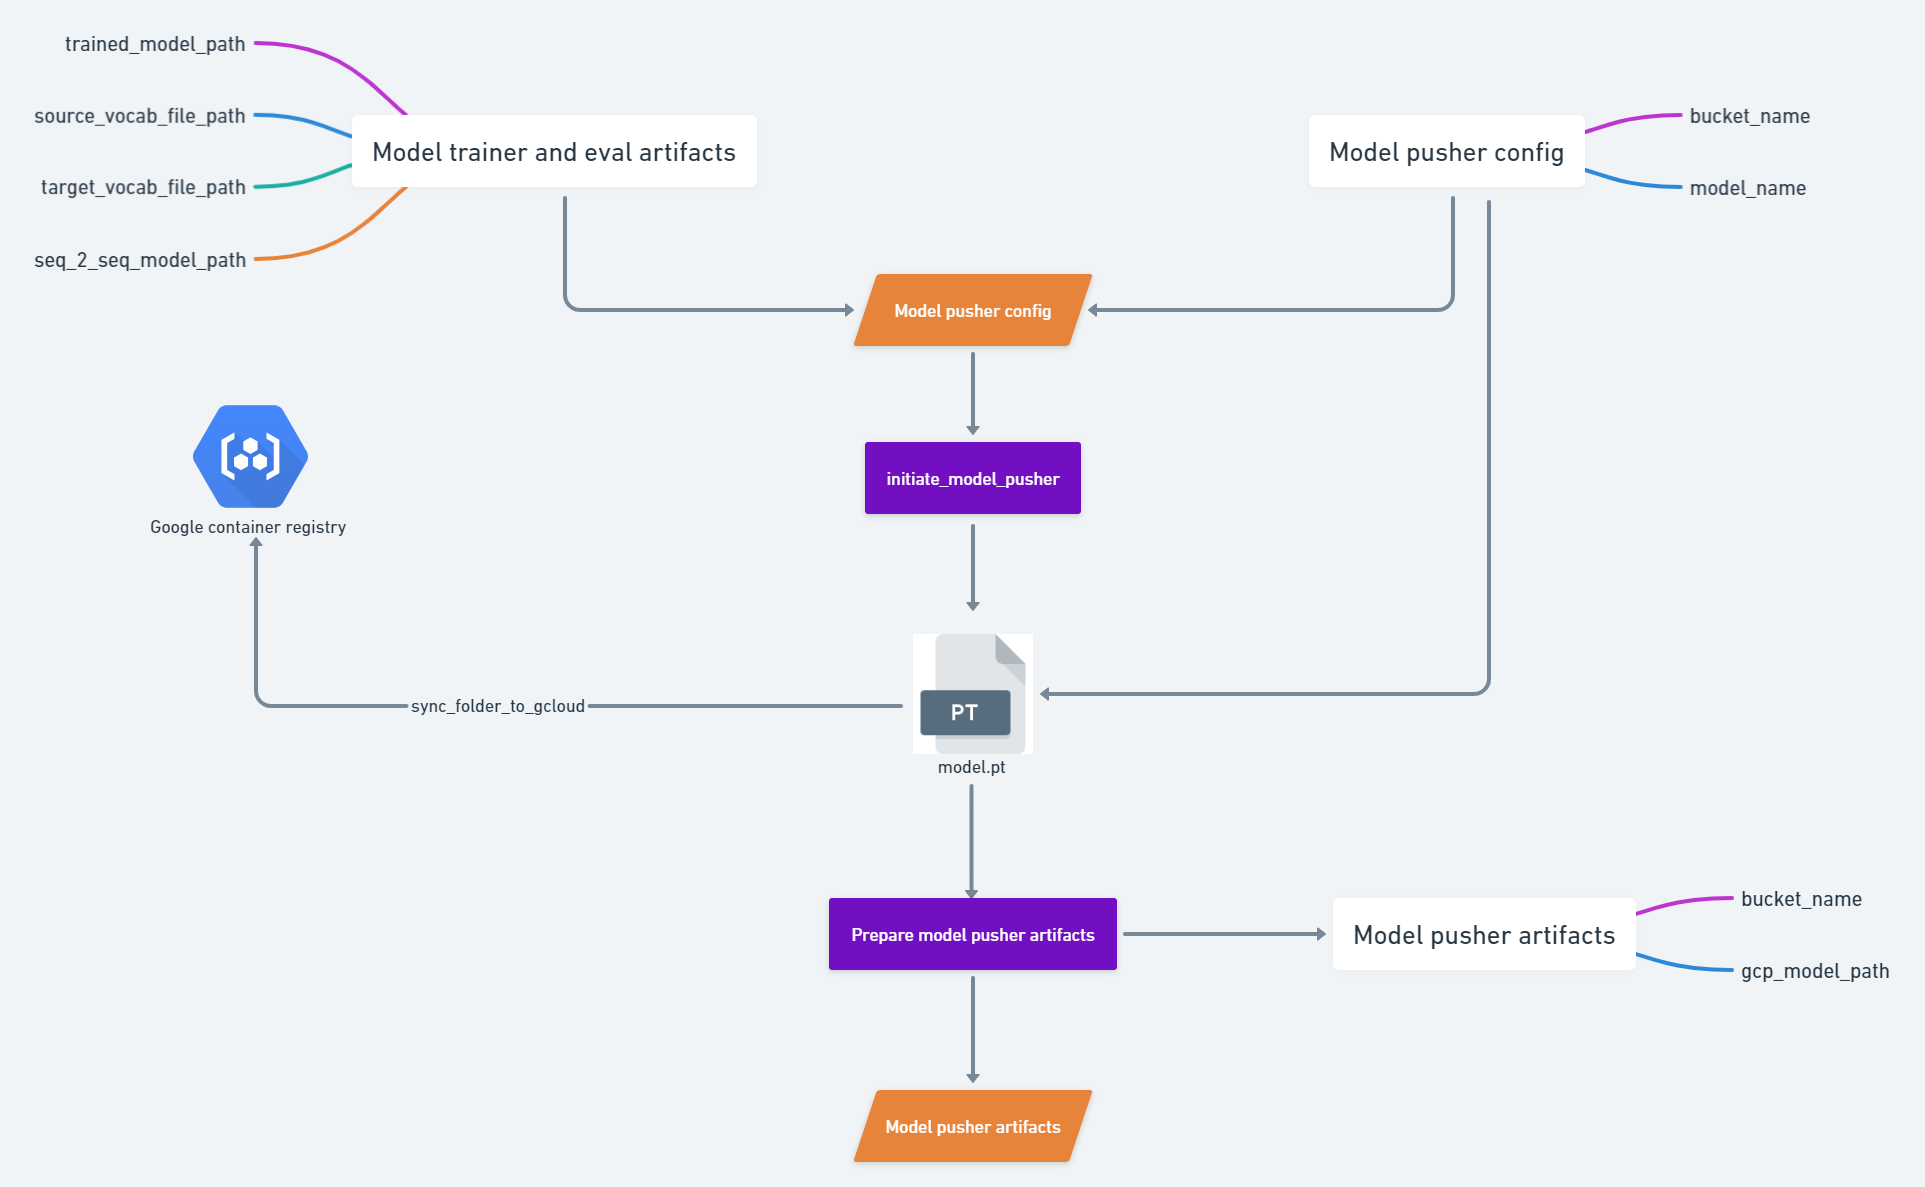 trained_model_path
source_vocab_file_path
target_vocab_file_path
seq_2_seq_model_path
Model trainer and eval artifacts
Model pusher config
bucket_name
model_name
Model pusher config
initiate_model_pusher
Google container registry
sync_folder_to_gcloud
PT
model.pt
Prepare model pusher artifacts
Model pusher artifacts
bucket_name
gcp_model_path
Model pusher artifacts